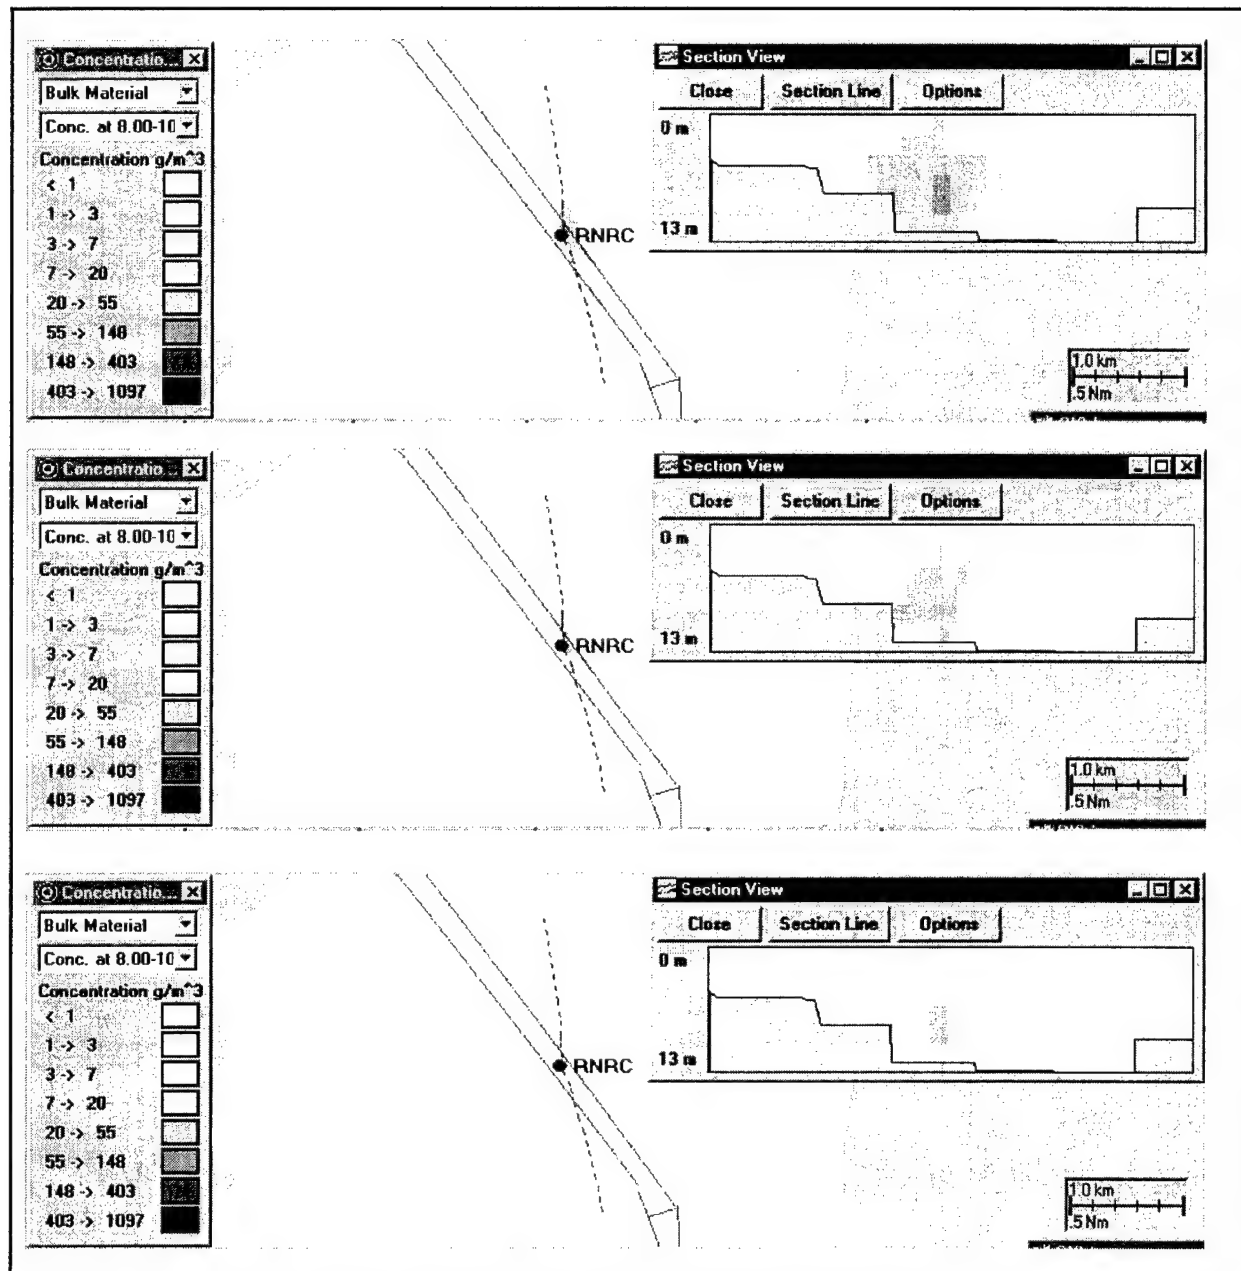 Concentratio...
Bulk Material
Conc. at 8.00-10
Concentration g/m^3
< 1
1 -> 3
3 -> 7
7 -> 20
20 -> 55
55 -> 148
148 -> 403
403 -> 1097
RNRC
Section View
Close Section Line Options
0 m
13 m
1.0 km
.5 Nm
Concentratio...
Bulk Material
Conc. at 8.00-10
Concentration g/m^3
< 1
1 -> 3
3 -> 7
7 -> 20
20 -> 55
55 -> 148
148 -> 403
403 -> 1097
RNRC
Section View
Close Section Line Options
0 m
13 m
1.0 km
.5 Nm
Concentratio...
Bulk Material
Conc. at 8.00-10
Concentration g/m^3
< 1
1 -> 3
3 -> 7
7 -> 20
20 -> 55
55 -> 148
148 -> 403
403 -> 1097
RNRC
Section View
Close Section Line Options
0 m
13 m
1.0 km
.5 Nm